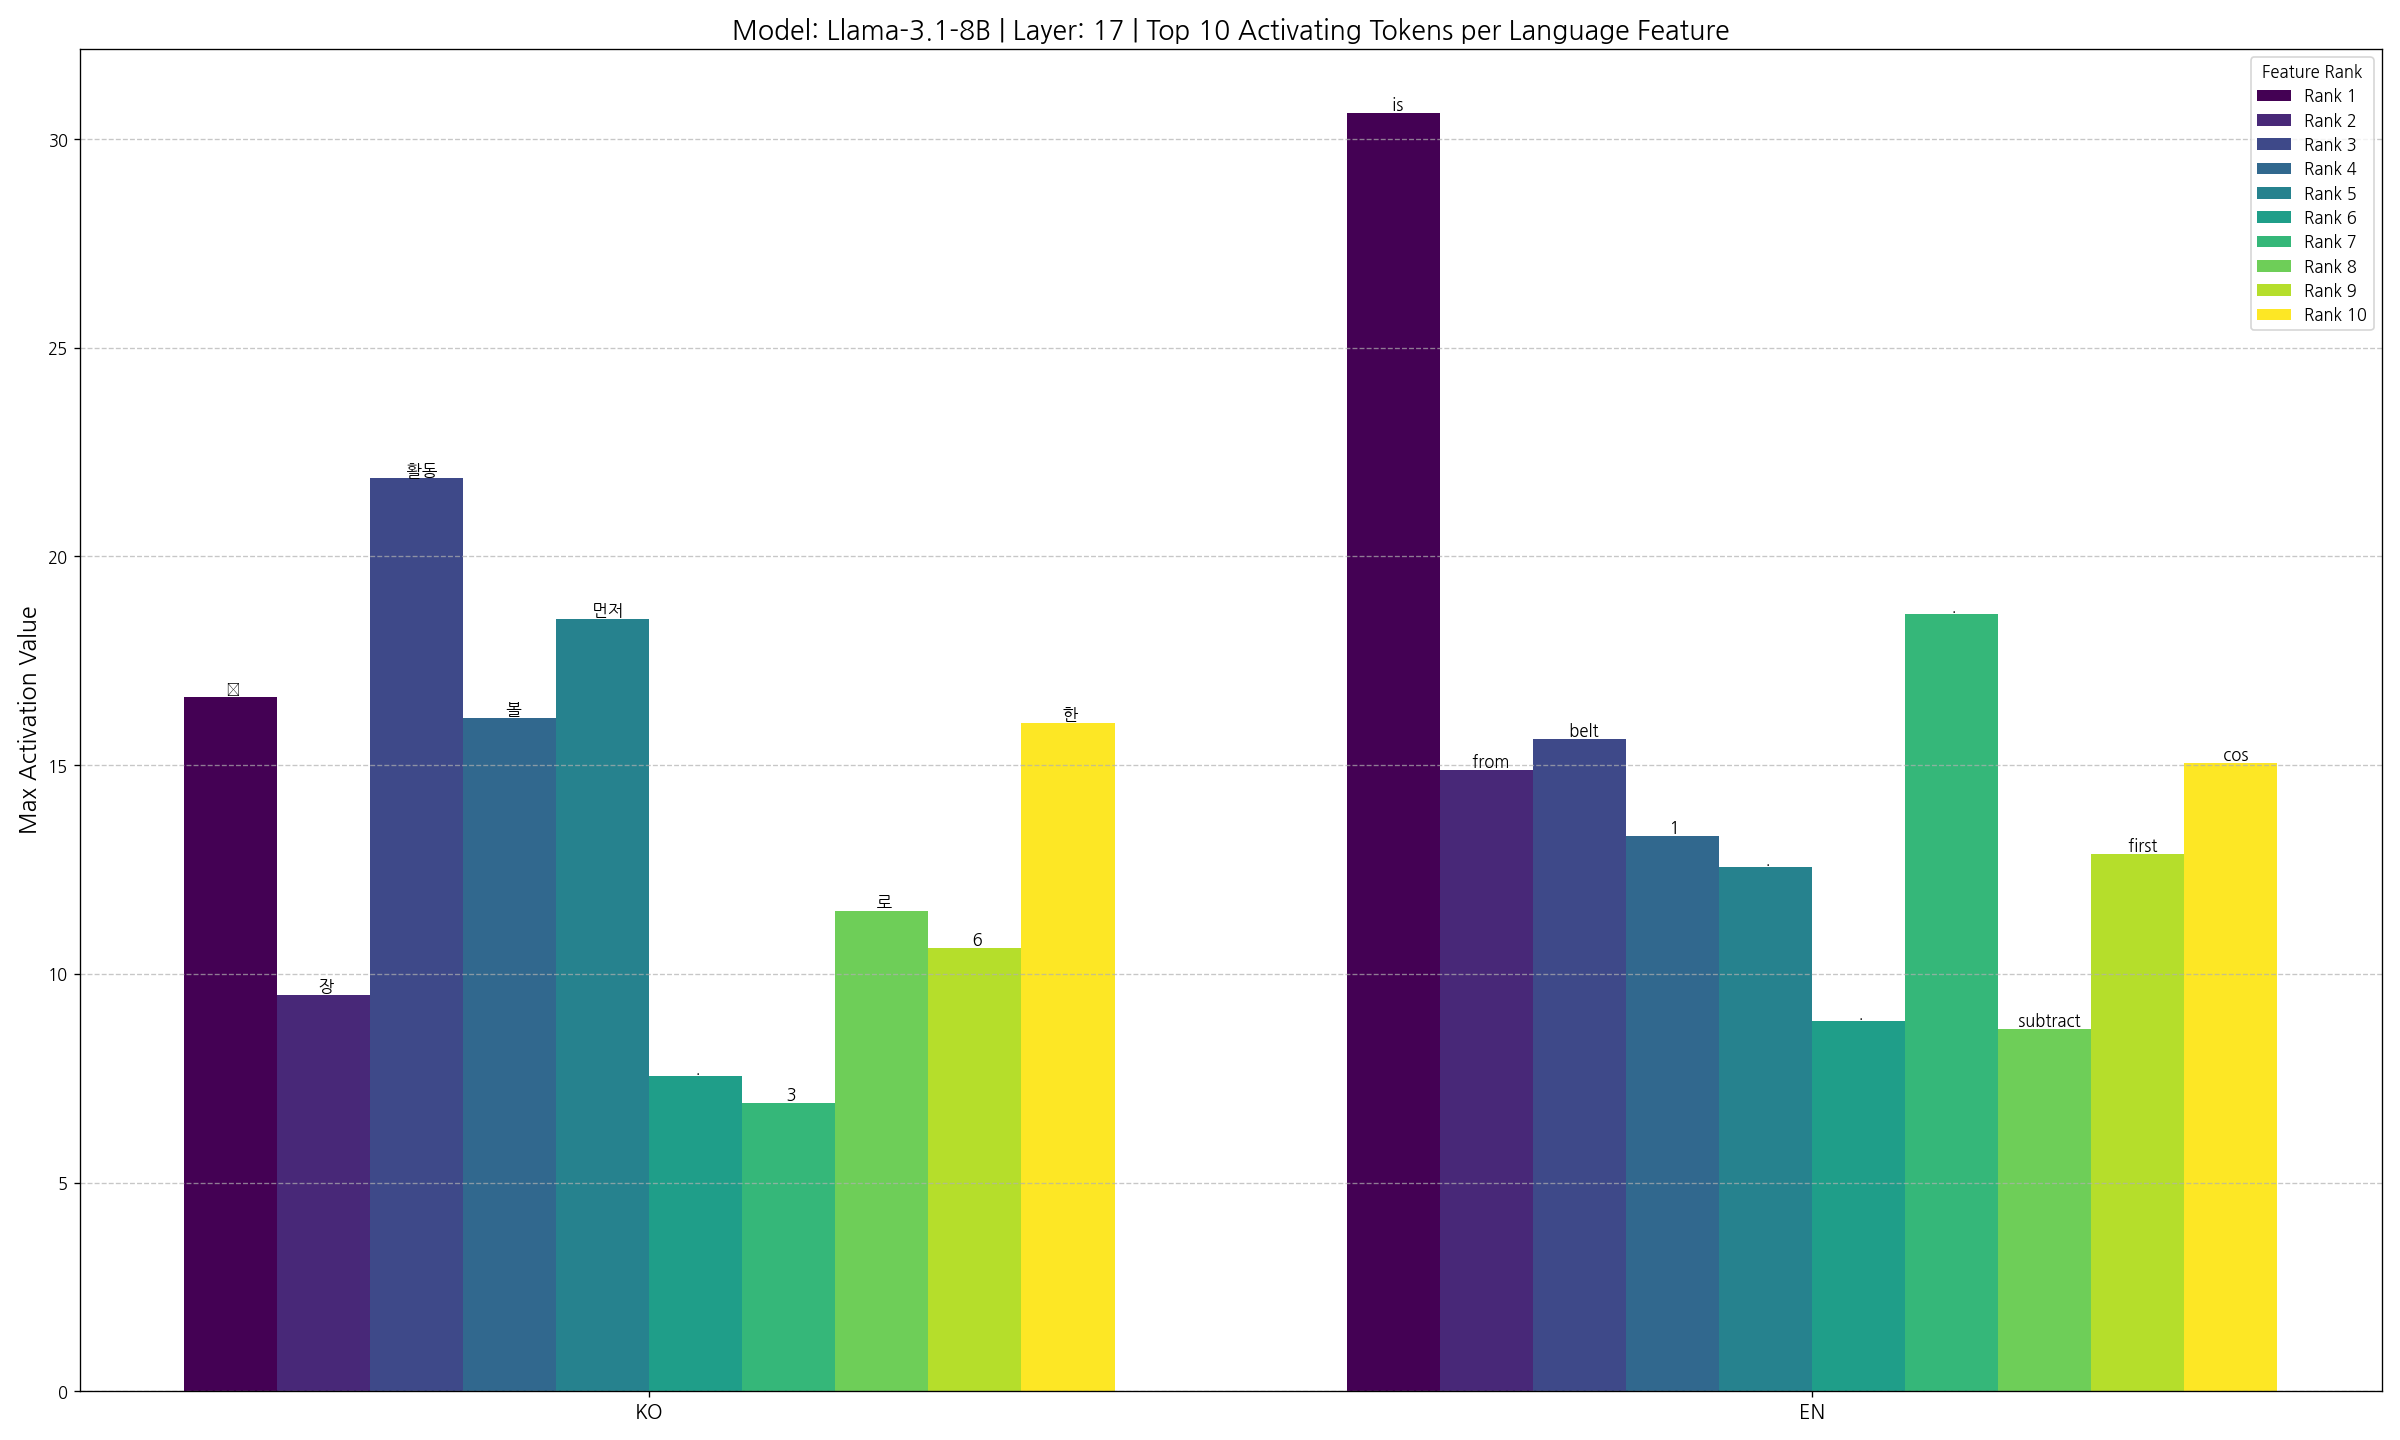 Model: Llama-3.1-8B | Layer: 17 | Top 10 Activating Tokens per Language Feature
Feature Rank
Rank 1
Rank 2
Rank 3
Rank 4
Rank 5
Rank 6
Rank 7
Rank 8
Rank 9
Rank 10
Max Activation Value
30
25
20
15
10
5
0
장
활동
볼
먼저
.
3
로
6
한
is
from
belt
1
.
.
.
subtract
first
cos
KO
EN